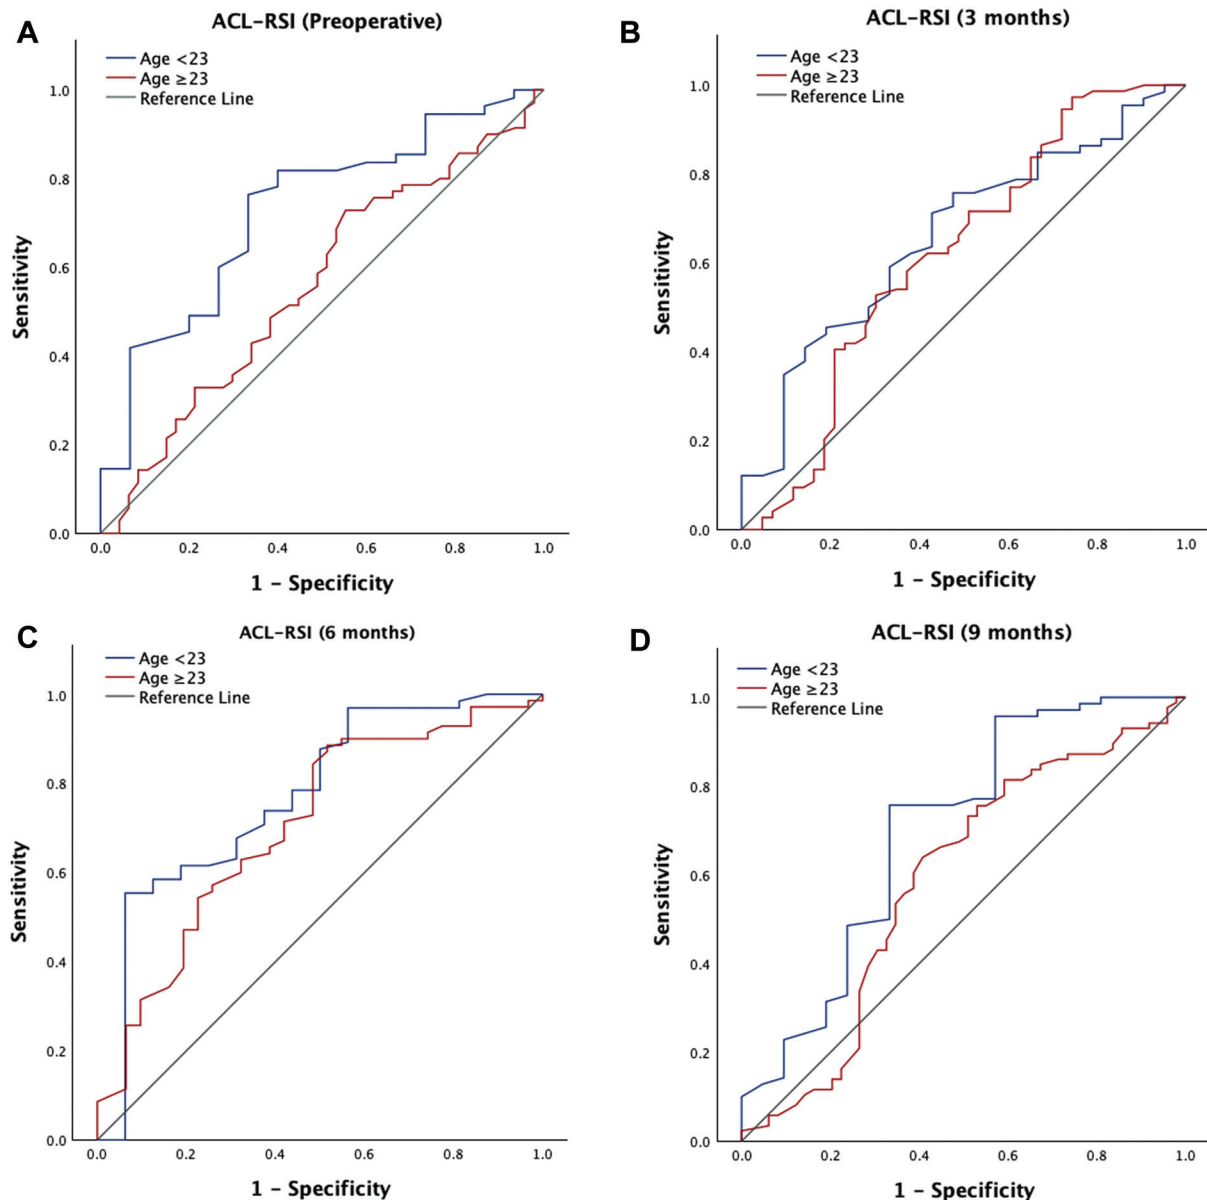 A
ACL-RSI (Preoperative)
Age <23
Age ≥23
Reference Line
1.0
0.8
0.6
0.4
0.2
0.0
Sensitivity
0.0 0.2 0.4 0.6 0.8 1.0
1 - Specificity
B
ACL-RSI (3 months)
Age <23
Age ≥23
Reference Line
1.0
0.8
0.6
0.4
0.2
0.0
Sensitivity
0.0 0.2 0.4 0.6 0.8 1.0
1 - Specificity
C
ACL-RSI (6 months)
Age <23
Age ≥23
Reference Line
1.0
0.8
0.6
0.4
0.2
0.0
Sensitivity
0.0 0.2 0.4 0.6 0.8 1.0
1 - Specificity
D
ACL-RSI (9 months)
Age <23
Age ≥23
Reference Line
1.0
0.8
0.6
0.4
0.2
0.0
Sensitivity
0.0 0.2 0.4 0.6 0.8 1.0
1 - Specificity